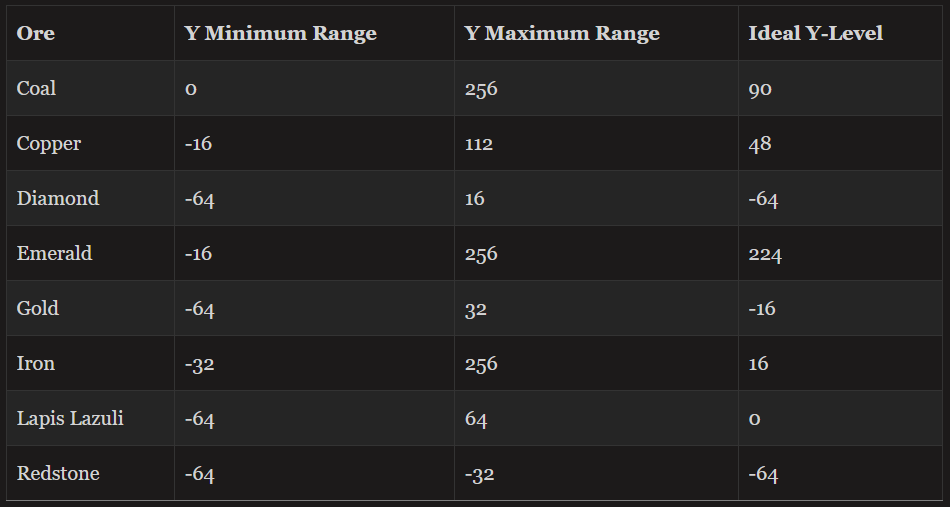 Ore Y Minimum Range Y Maximum Range Ideal Y-Level
Coal 0 256 90
Copper -16 112 48
Diamond -64 16 -64
Emerald -16 256 224
Gold -64 32 -16
Iron -32 256 16
Lapis Lazuli -64 64 0
Redstone -64 -32 -64